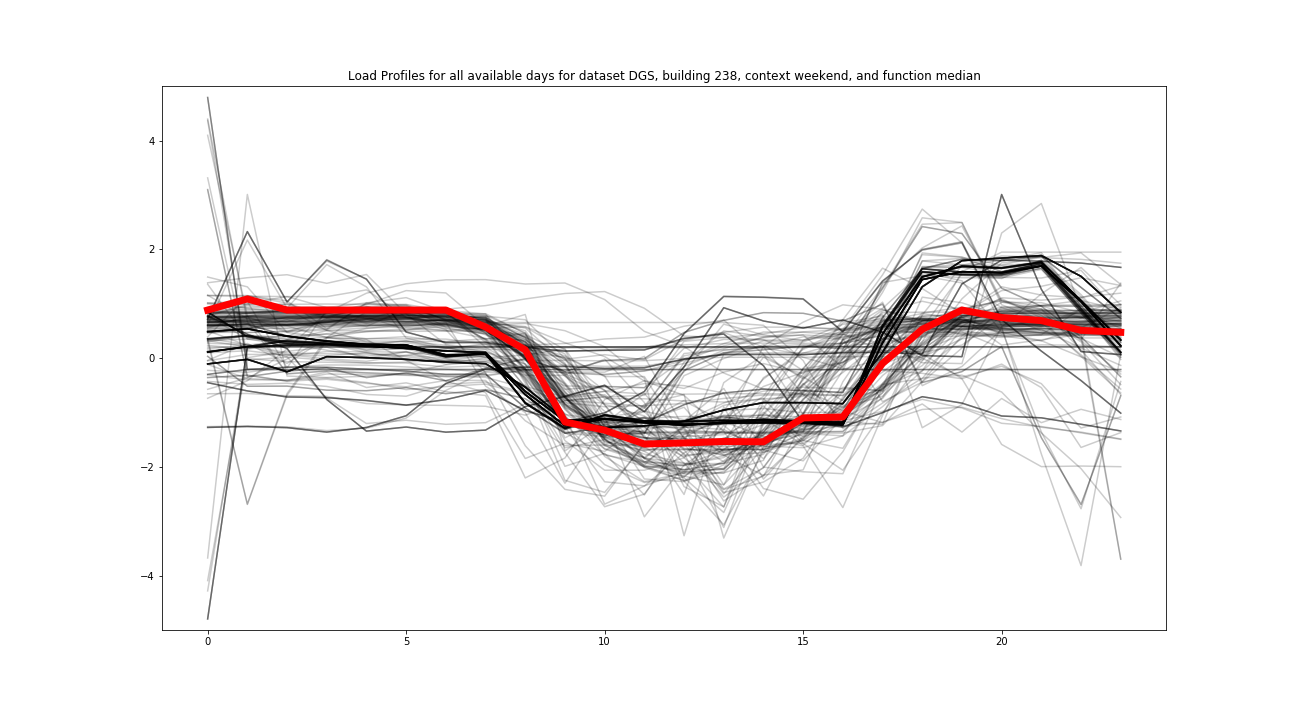 Load Profiles for all available days for dataset DGS, building 238, context weekend, and function median
4
2
0
−2
−4
0 5 10 15 20